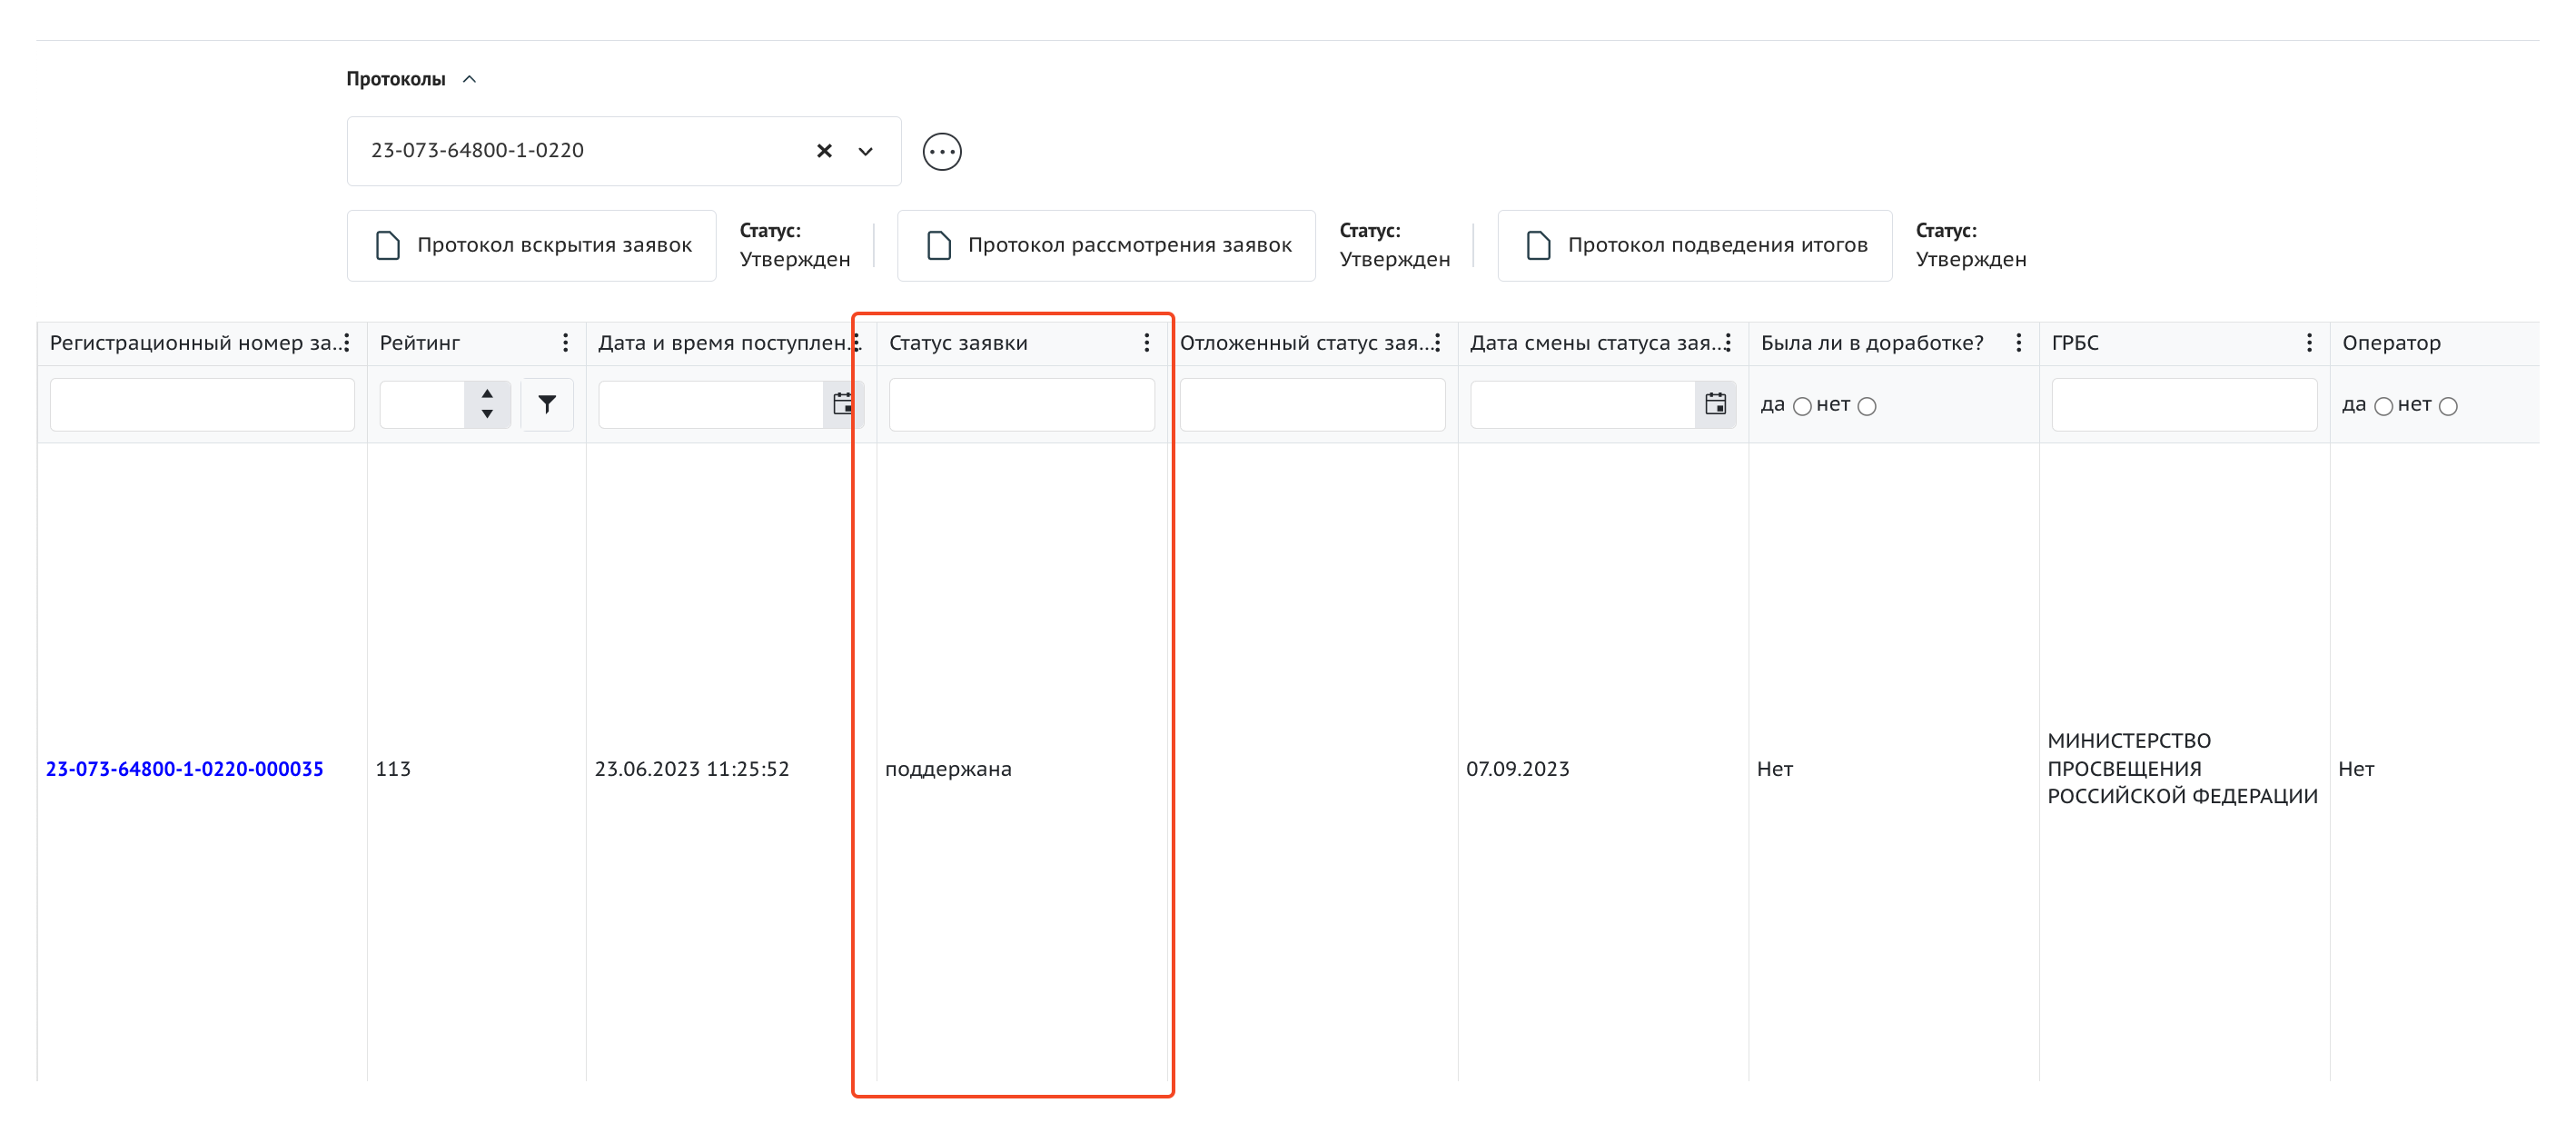 Протоколы
23-073-64800-1-0220
Протокол вскрытия заявок
Статус:
Утвержден
Протокол рассмотрения заявок
Статус:
Утвержден
Протокол подведения итогов
Статус:
Утвержден
Регистрационный номер за... Рейтинг Дата и время поступлен... Статус заявки Отложенный статус зая... Дата смены статуса зая... Была ли в доработке? ГРБС Оператор
да нет да нет
23-073-64800-1-0220-000035 113 23.06.2023 11:25:52 поддержана 07.09.2023 Нет
МИНИСТЕРСТВО
ПРОСВЕЩЕНИЯ
РОССИЙСКОЙ ФЕДЕРАЦИИ
Нет